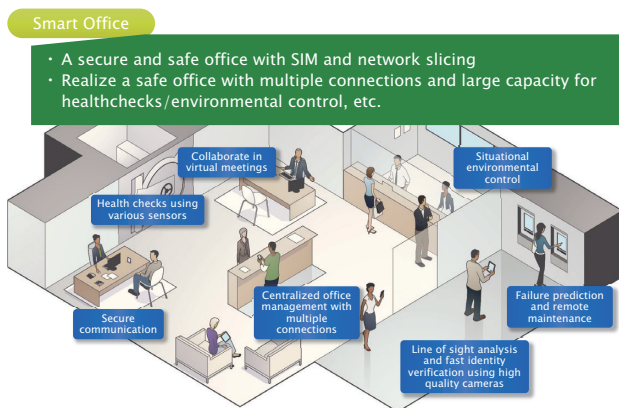 Smart Office
· A secure and safe office with SIM and network slicing
· Realize a safe office with multiple connections and large capacity for
healthchecks/environmental control, etc.
Collaborate in
virtual meetings
Situational
environmental
control
Health checks using
various sensors
Secure
communication
Centralized office
management with
multiple
connections
Failure prediction
and remote
maintenance
Line of sight analysis
and fast identity
verification using high
quality cameras